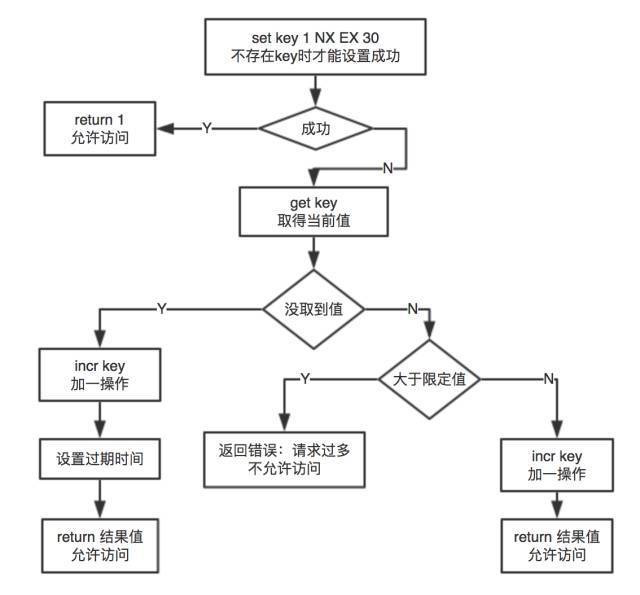 set key 1 NX EX 30
不存在key时才能设置成功
return 1
允许访问
Y
成功
N
get key
取得当前值
Y
没取到值
N
incr key
加一操作
Y
大于限定值
N
设置过期时间
返回错误：请求过多
不允许访问
incr key
加一操作
return 结果值
允许访问
return 结果值
允许访问